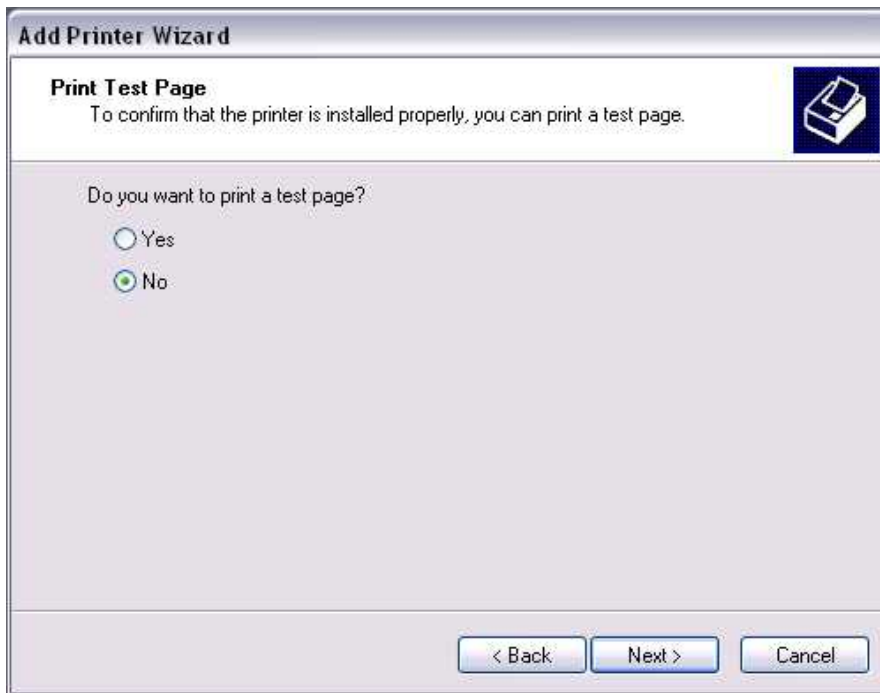 Add Printer Wizard
Print Test Page
To confirm that the printer is installed properly, you can print a test page.
Do you want to print a test page?
Yes
No
< Back
Next >
Cancel